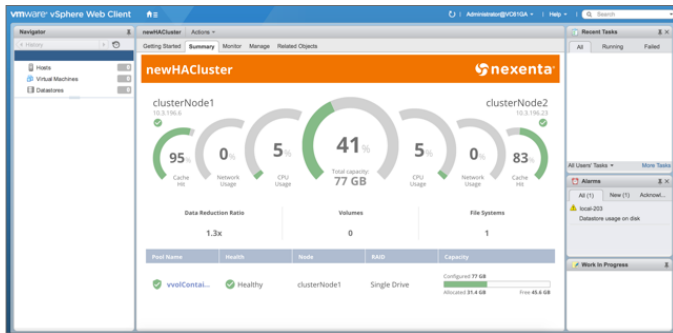 vmware® vSphere Web Client
Administrator@VC61GA
Help
Search
Navigator
History
Hosts
Virtual Machines
Datastores
newHACluster
Actions
Getting Started
Summary
Monitor
Manage
Related Objects
newHACluster
nexenta
clusterNode1
10.3.196.6
clusterNode2
10.3.196.23
95%
Cache
Hit
0%
Network
Usage
5%
CPU
Usage
41%
Total capacity:
77 GB
5%
CPU
Usage
0%
Network
Usage
83%
Cache
Hit
Data Reduction Ratio
Volumes
File Systems
1.3x
0
1
Pool Name
Health
Node
RAID
Capacity
vvolContai...
Healthy
clusterNode1
Single Drive
Configured 77 GB
Allocated 31.4 GB
Free 45.6 GB
Recent Tasks
All
Running
Failed
All Users' Tasks
More Tasks
Alarms
All (1)
New (1)
Acknowl...
local-203
Datastore usage on disk
Work In Progress